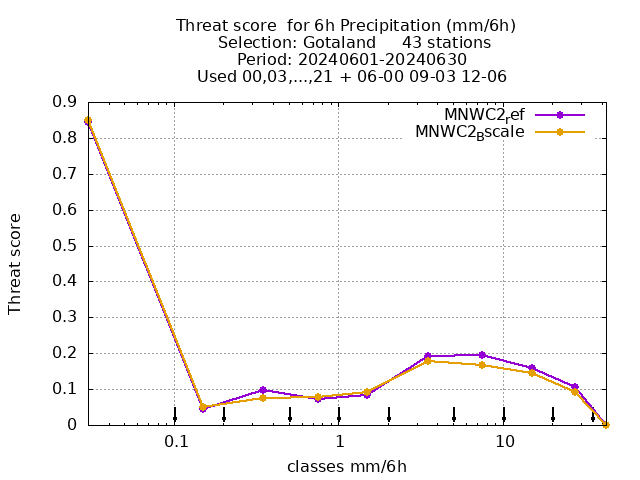 Threat score  for 6h Precipitation (mm/6h)
Selection: Gotaland     43 stations
Period: 20240601-20240630
Used 00,03,...,21 + 06-00 09-03 12-06
MNWC2ref
MNWC2Bscale
0.9
0.8
0.7
0.6
0.5
0.4
0.3
0.2
0.1
0
Threat score
0.1 1 10
classes mm/6h